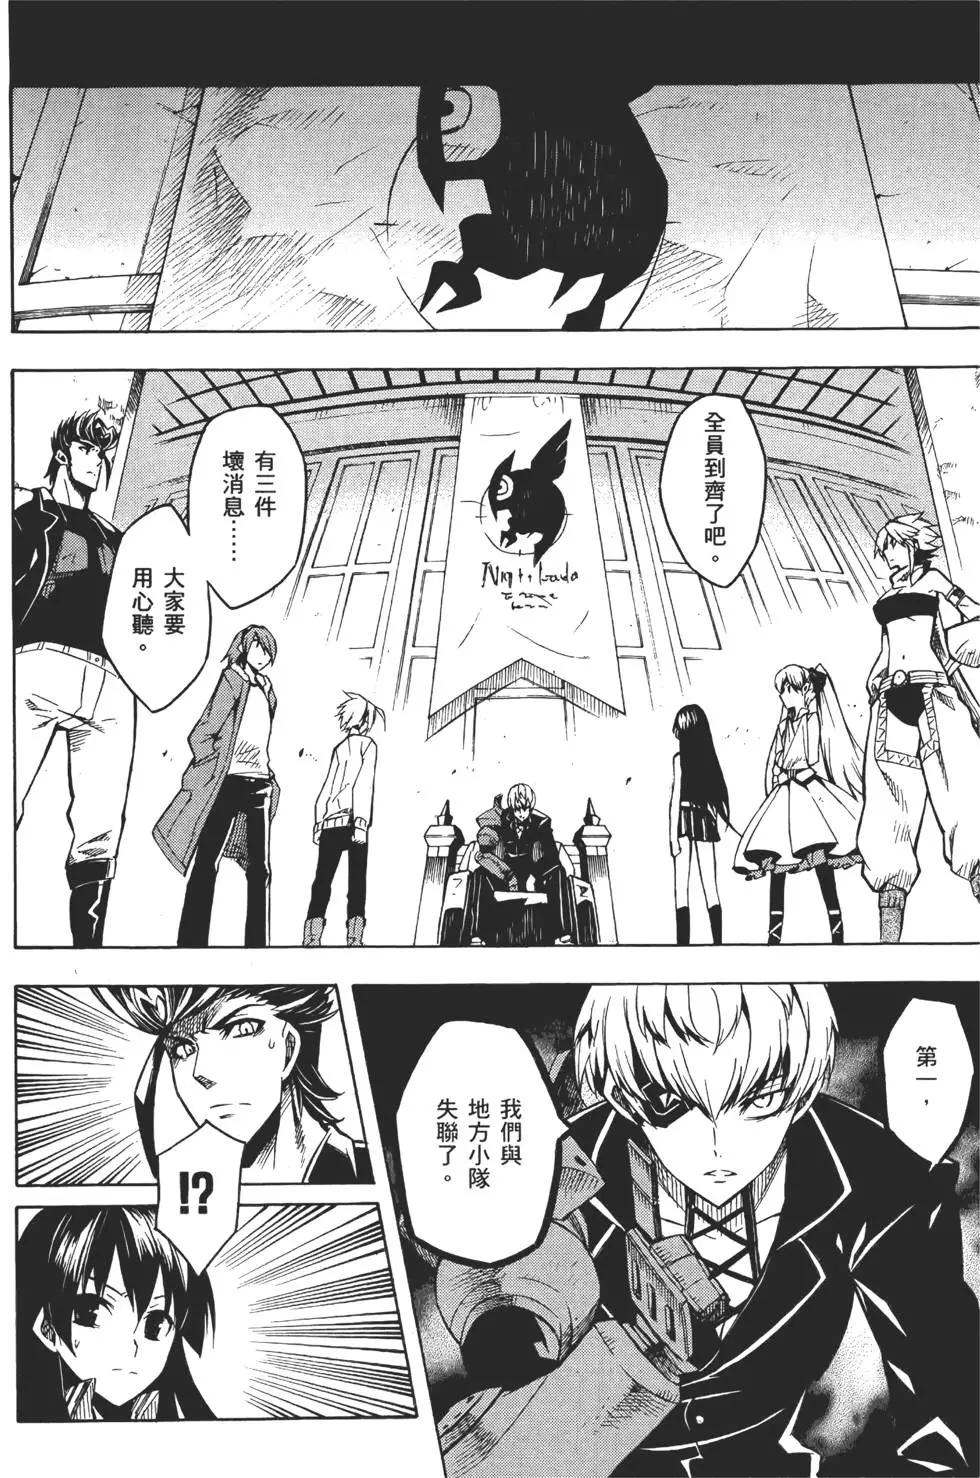 全員到齊了吧。
有三件
壞消息……
大家要
用心聽。
第一，
我們與
地方小隊
失聯了。
!?